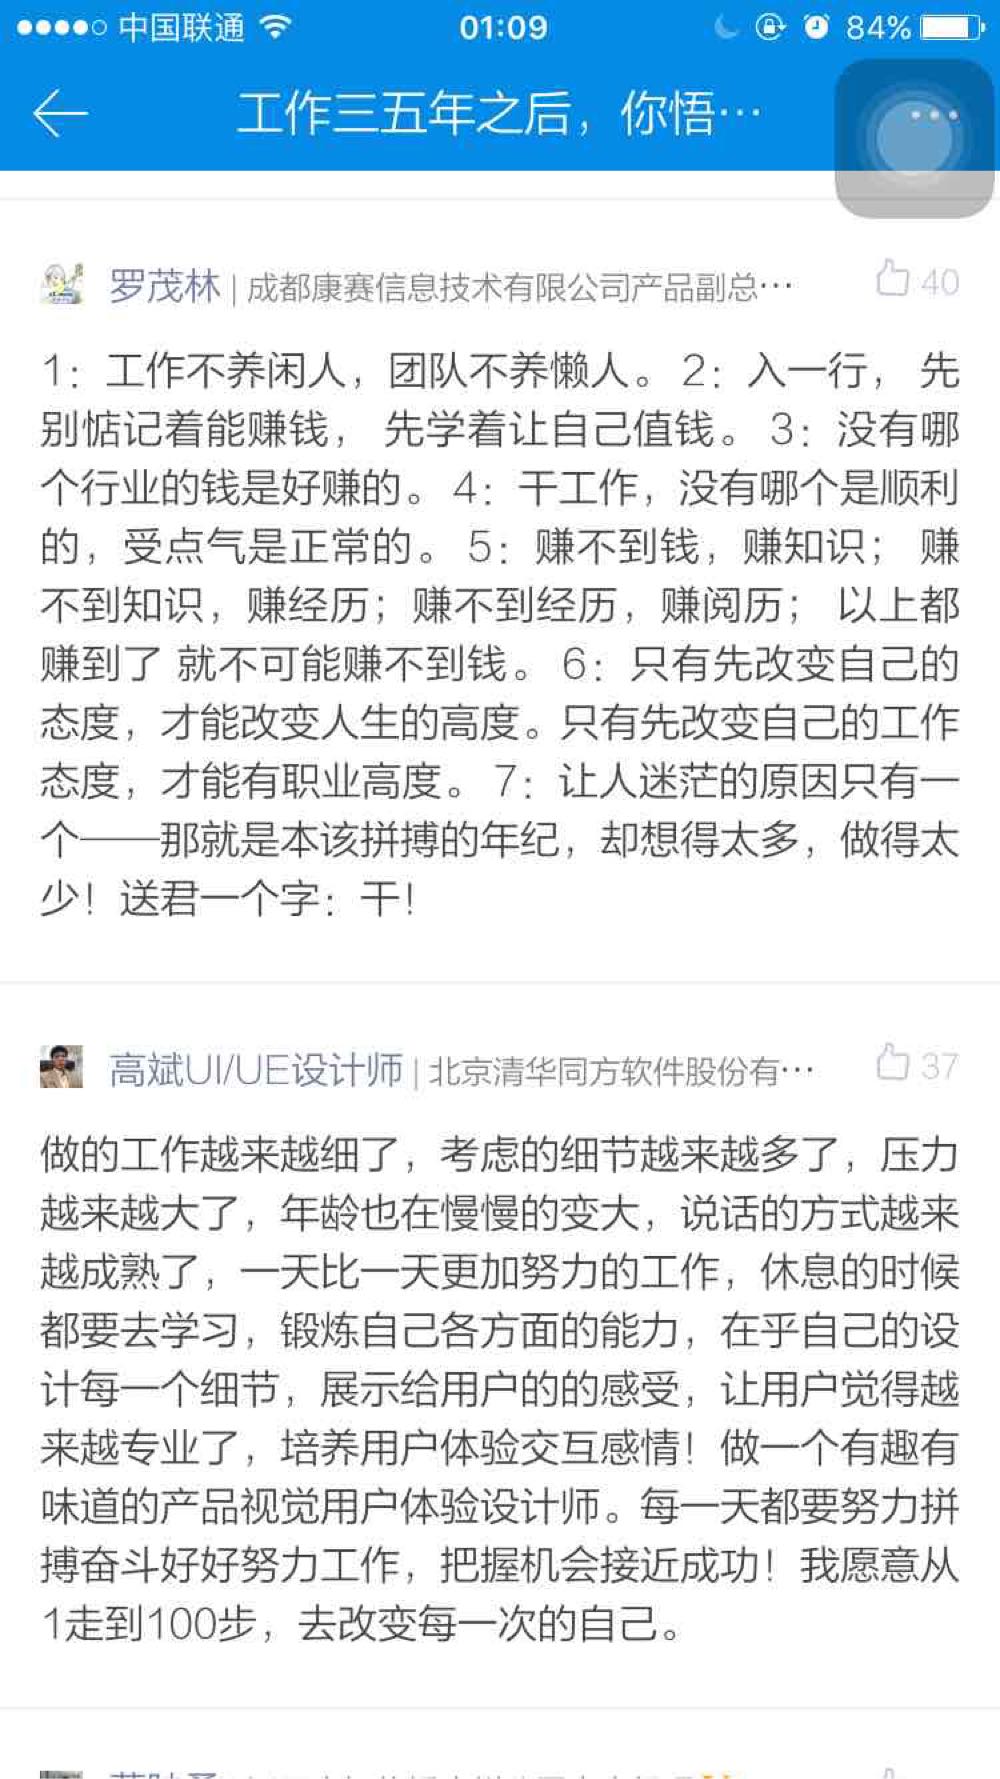 中国联通
01:09
84%
工作三五年之后，你悟…
罗茂林 | 成都康赛信息技术有限公司产品副总…
40
1：工作不养闲人，团队不养懒人。2：入一行， 先
别惦记着能赚钱， 先学着让自己值钱。3：没有哪
个行业的钱是好赚的。4：干工作，没有哪个是顺利
的，受点气是正常的。5：赚不到钱，赚知识； 赚
不到知识，赚经历；赚不到经历，赚阅历； 以上都
赚到了 就不可能赚不到钱。6：只有先改变自己的
态度，才能改变人生的高度。只有先改变自己的工作
态度，才能有职业高度。7：让人迷茫的原因只有一
个——那就是本该拼搏的年纪，却想得太多，做得太
少！送君一个字：干！
高斌UI/UE设计师 | 北京清华同方软件股份有…
37
做的工作越来越细了，考虑的细节越来越多了，压力
越来越大了，年龄也在慢慢的变大，说话的方式越来
越成熟了，一天比一天更加努力的工作，休息的时候
都要去学习，锻炼自己各方面的能力，在乎自己的设
计每一个细节，展示给用户的的感受，让用户觉得越
来越专业了，培养用户体验交互感情！做一个有趣有
味道的产品视觉用户体验设计师。每一天都要努力拼
搏奋斗好好努力工作，把握机会接近成功！我愿意从
1走到100步，去改变每一次的自己。